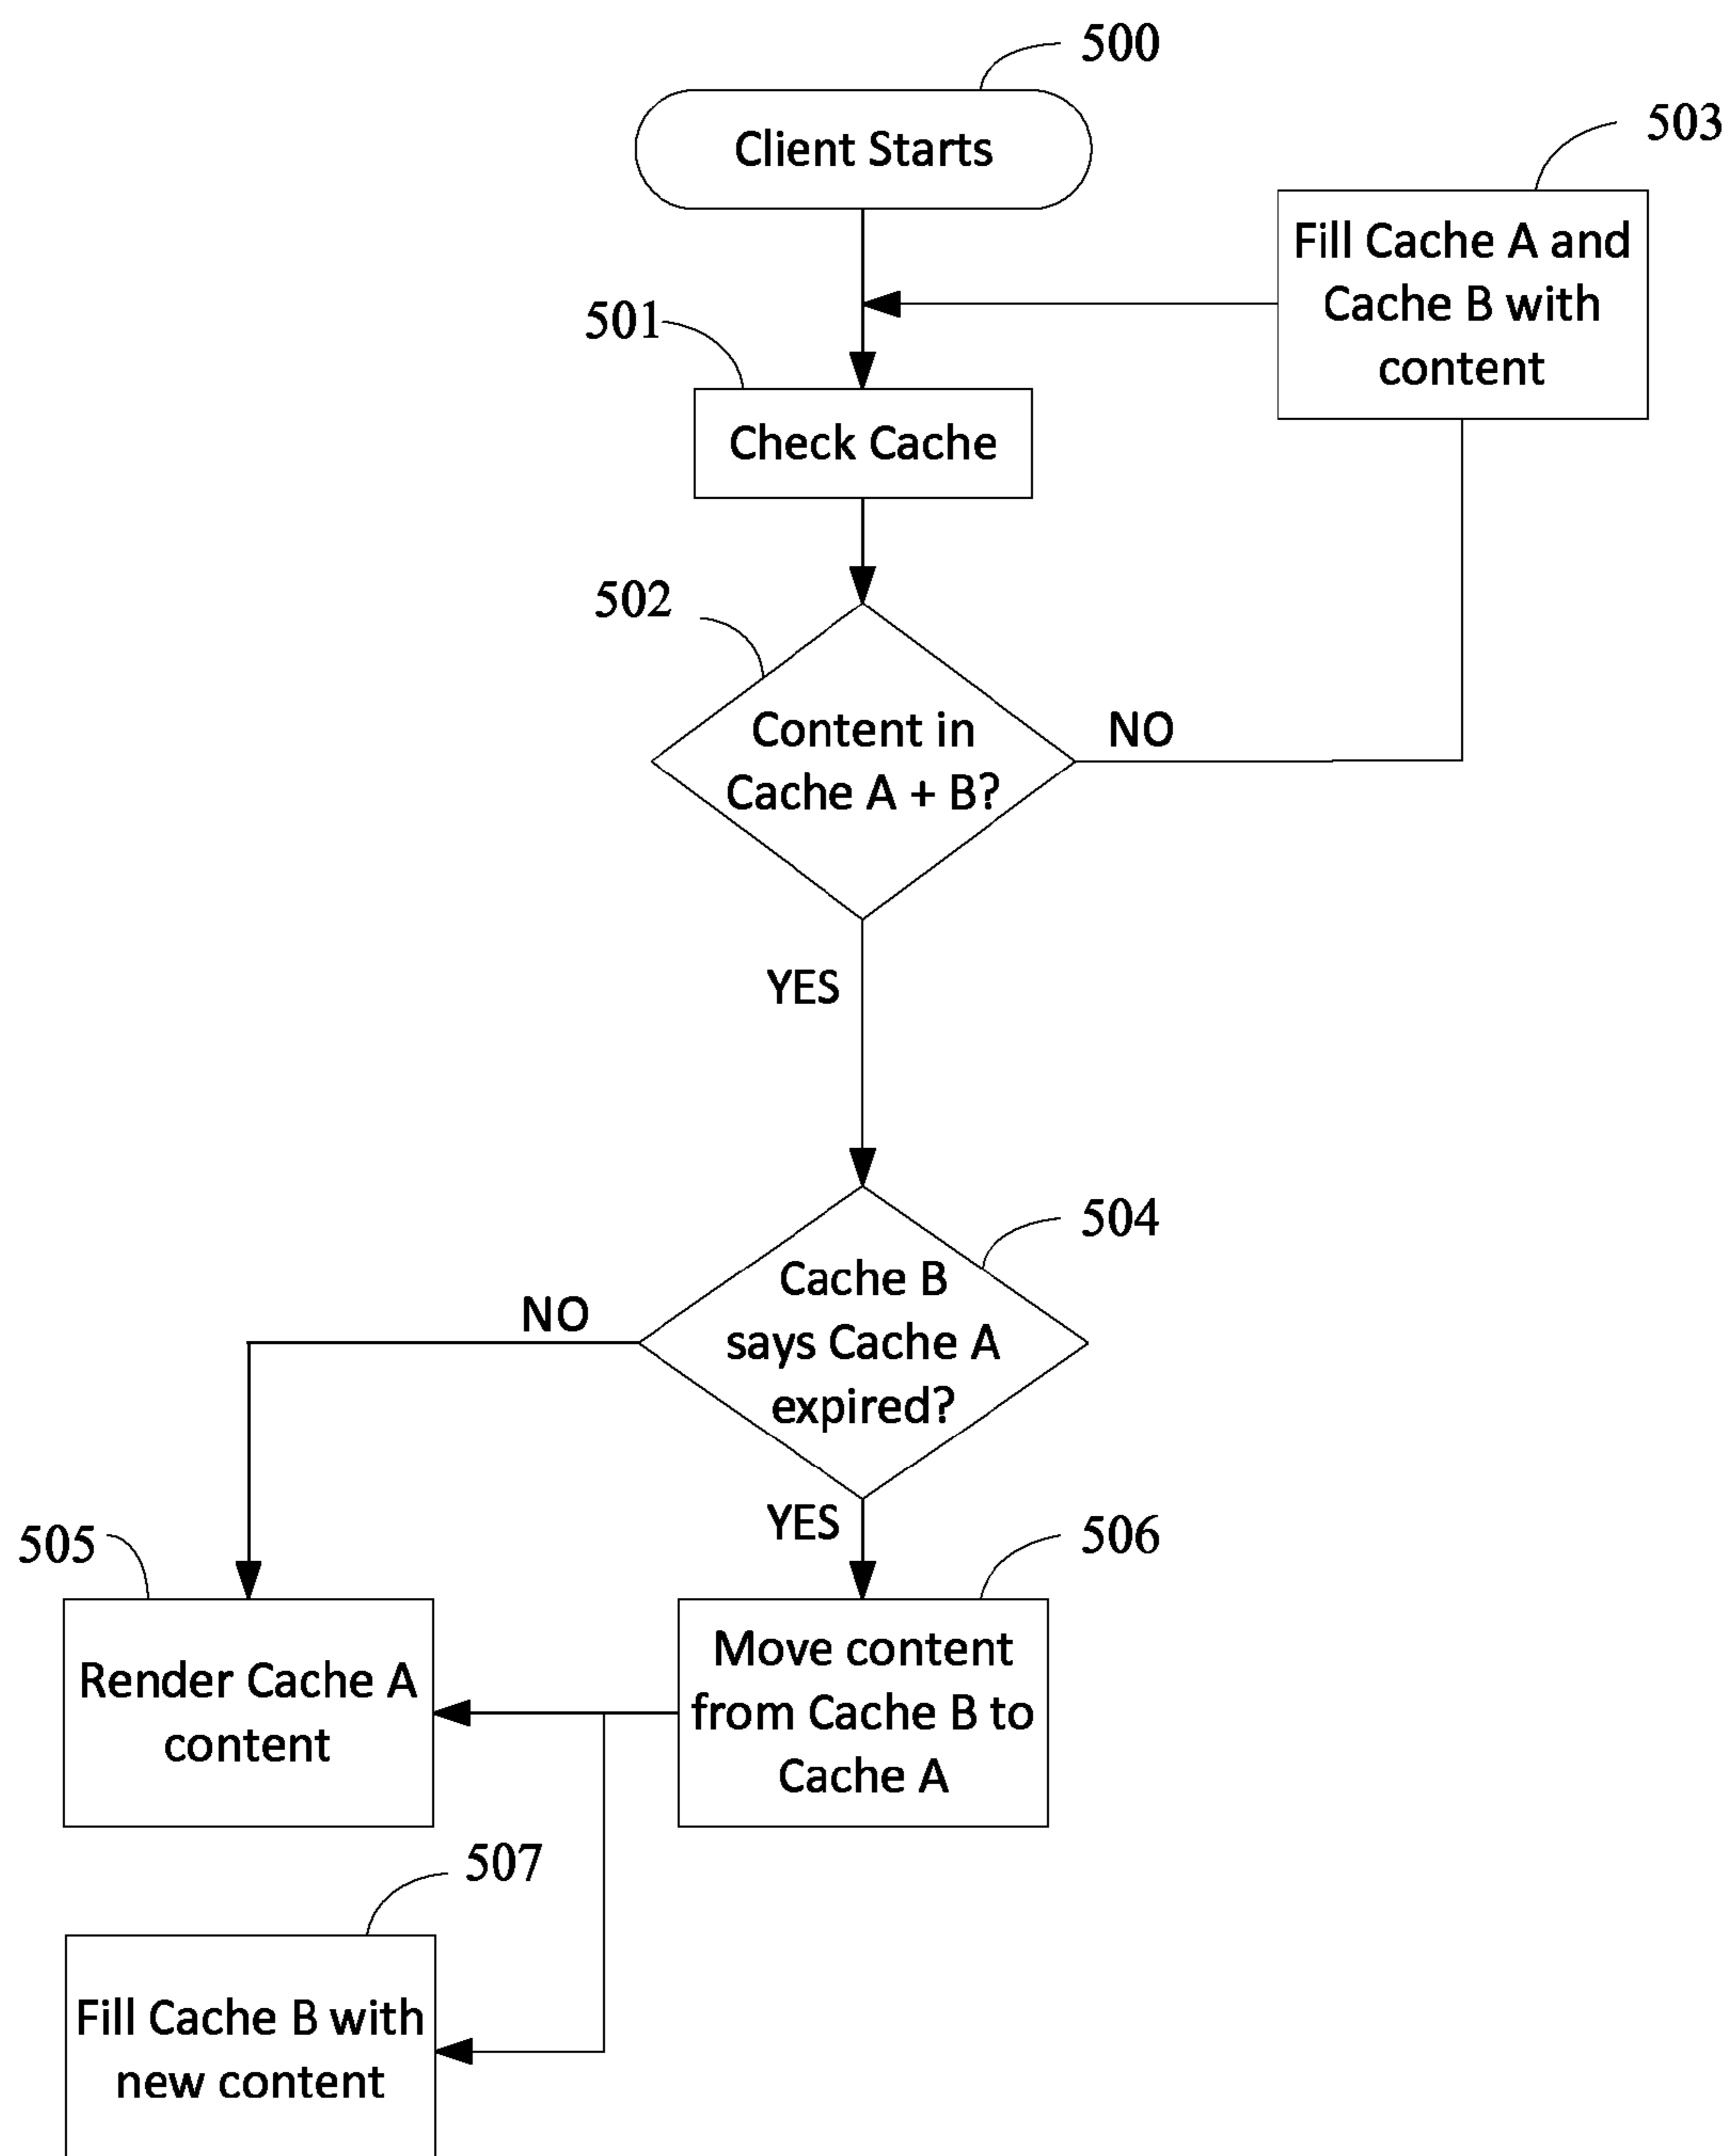 500
Client Starts
503
Fill Cache A and
Cache B with
content
501
Check Cache
502
Content in
Cache A + B?
NO
YES
504
Cache B
says Cache A
expired?
NO
YES
505
506
Render Cache A
content
Move content
from Cache B to
Cache A
507
Fill Cache B with
new content